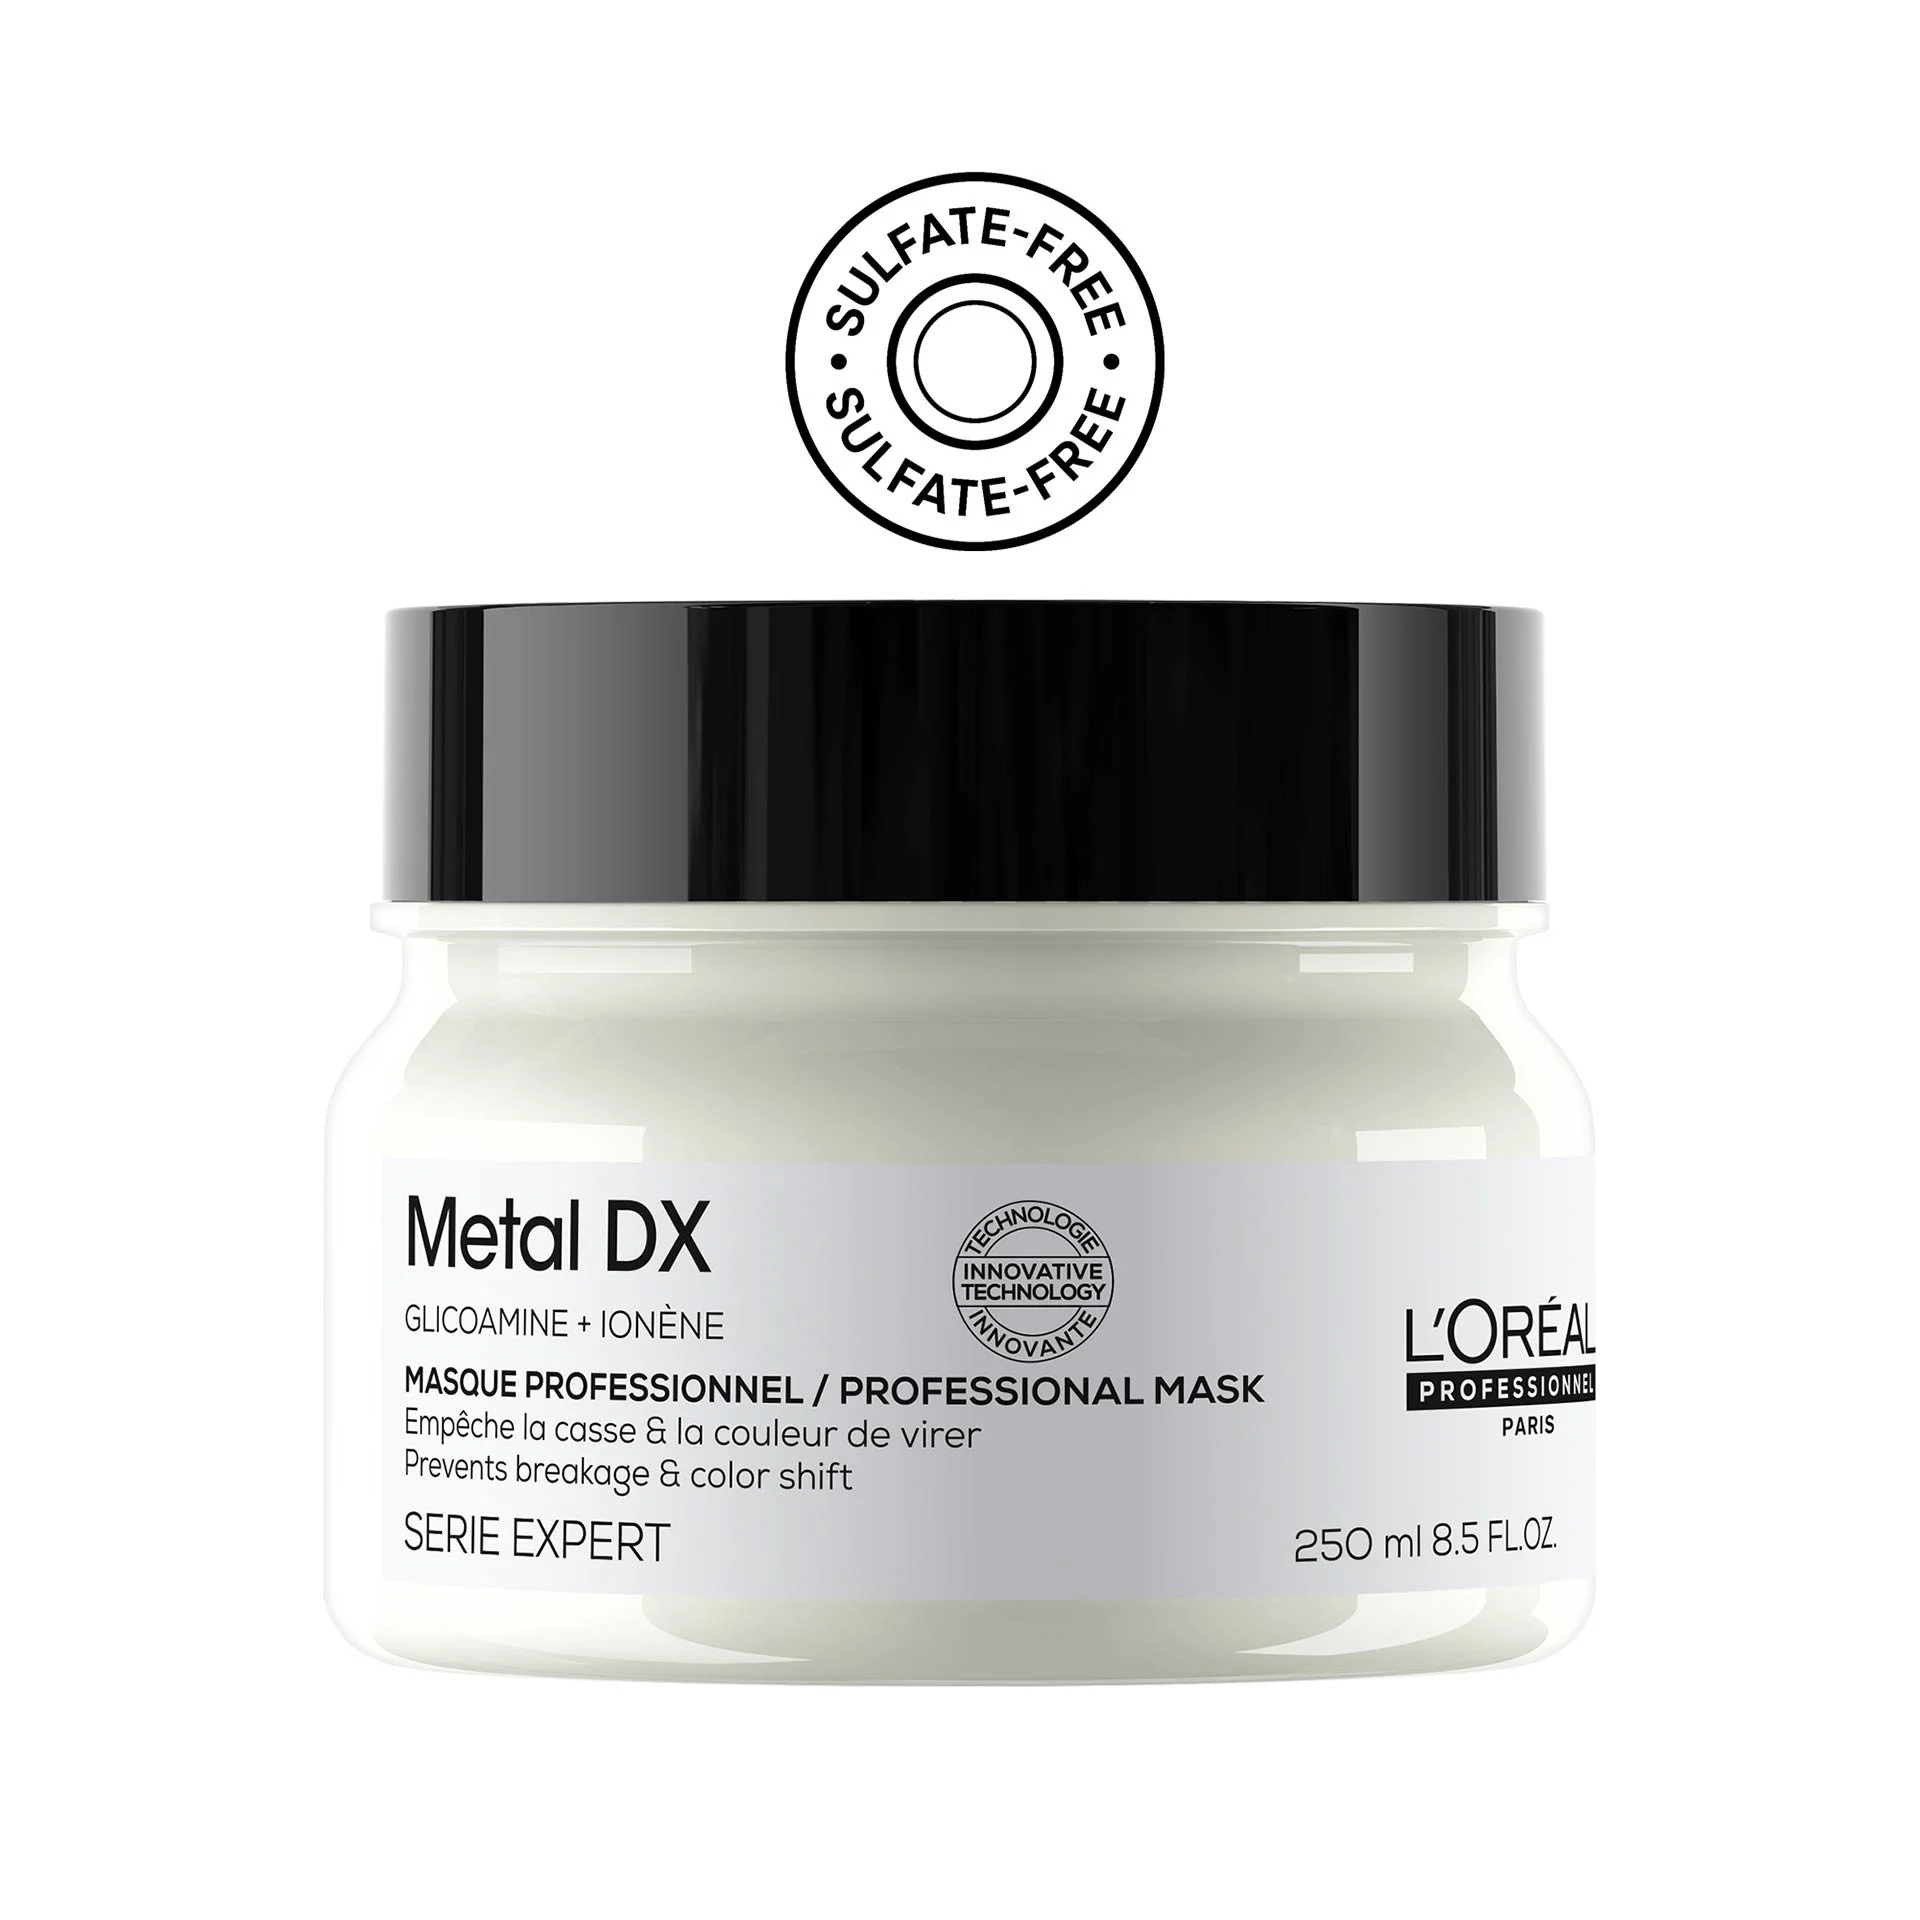 SULFATE-FREE
SULFATE-FREE
Metal DX
GLICOAMINE + IONÈNE
TECHNOLOGIE
INNOVATIVE
TECHNOLOGY
INNOVANTE
MASQUE PROFESSIONNEL / PROFESSIONAL MASK
Empêche la casse & la couleur de virer
Prevents breakage & color shift
SERIE EXPERT
L'ORÉAL
PROFESSIONNEL
PARIS
250 ml 8.5 FL.OZ.